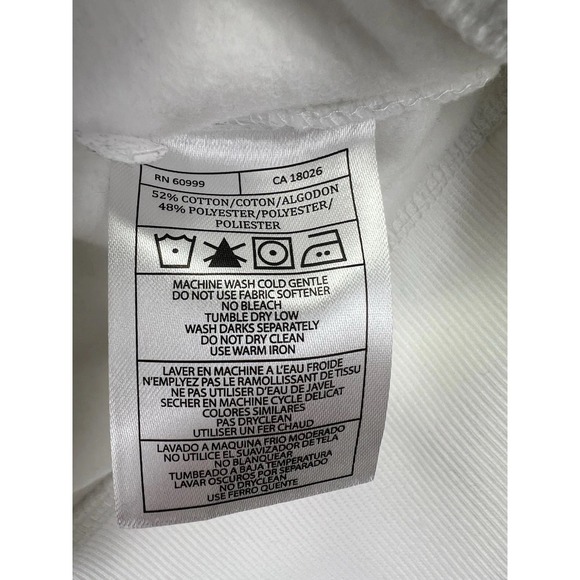 RN 60999 CA 18026
52% COTTON/COTON/ALGODON
48% POLYESTER/POLYESTER/
POLIESTER
MACHINE WASH COLD GENTLE
DO NOT USE FABRIC SOFTENER
NO BLEACH
TUMBLE DRY LOW
WASH DARKS SEPARATELY
DO NOT DRY CLEAN
USE WARM IRON
LAVER EN MACHINE A L'EAU FROIDE
N'EMPLYEZ PAS LE RAMOLLISSANT DE TISSU
NE PAS UTILISER D'EAU DE JAVEL
SECHER EN MACHINE CYCLE DELICAT
COLORES SIMILARES
PAS DRYCLEAN
UTILISER UN FER CHAUD
LAVADO A MAQUINA FRIO MODERADO
NO UTILICE EL SUAVIZADOR DE TELA
NO BLANQUEAR
TUMBEADO A BAJA TEMPERATURA
LAVAR OSCUROS POR SEPARADO
NO DRYCLEAN
USE FERRO QUENTE